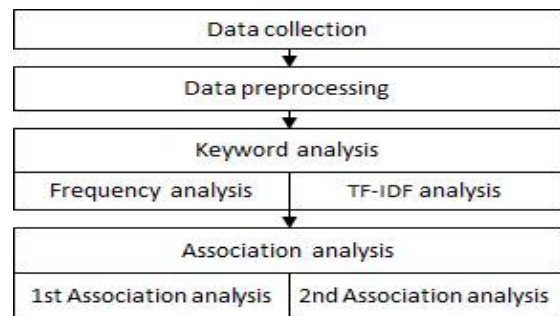 Data collection
Data preprocessing
Keyword analysis
Frequency analysis TF-IDF analysis
Association analysis
1st Association analysis 2nd Association analysis